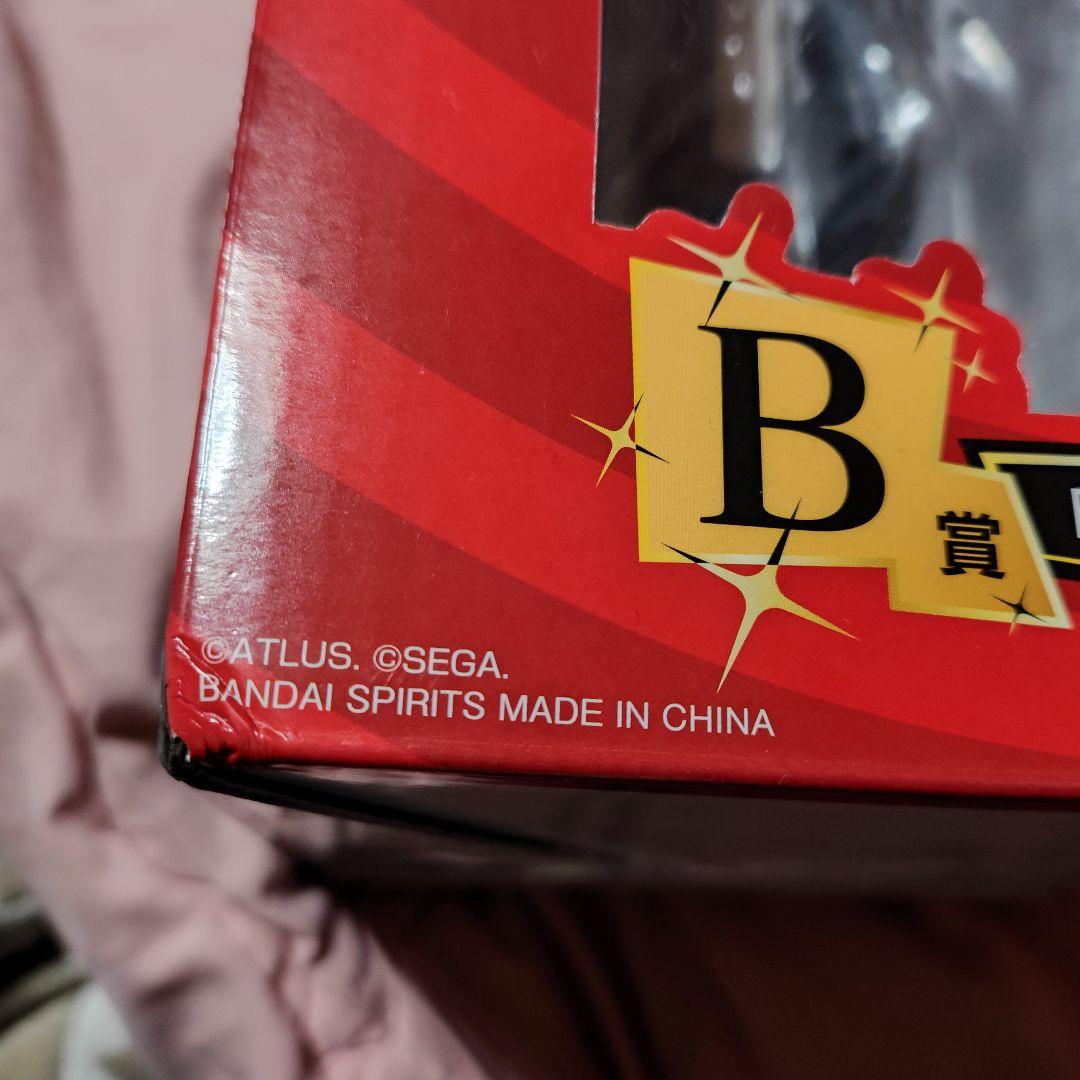 B
賞
©ATLUS. ©SEGA.
BANDAI SPIRITS MADE IN CHINA